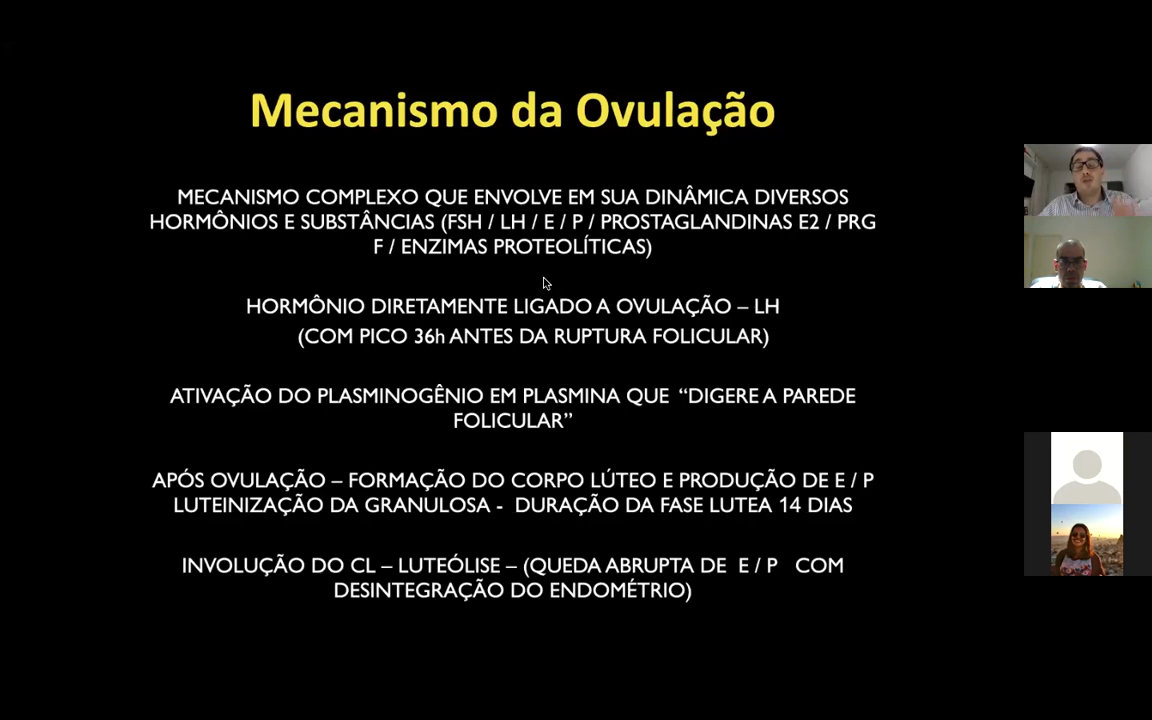 Mecanismo da Ovulação
MECANISMO COMPLEXO QUE ENVOLVE EM SUA DINÂMICA DIVERSOS
HORMÔNIOS E SUBSTÂNCIAS (FSH / LH / E / P / PROSTAGLANDINAS E2 / PRG
F / ENZIMAS PROTEOLÍTICAS)
HORMÔNIO DIRETAMENTE LIGADO A OVULAÇÃO – LH
(COM PICO 36h ANTES DA RUPTURA FOLICULAR)
ATIVAÇÃO DO PLASMINOGÊNIO EM PLASMINA QUE “DIGERE A PAREDE
FOLICULAR”
APÓS OVULAÇÃO – FORMAÇÃO DO CORPO LÚTEO E PRODUÇÃO DE E / P
LUTEINIZAÇÃO DA GRANULOSA - DURAÇÃO DA FASE LUTEA 14 DIAS
INVOLUÇÃO DO CL – LUTEÓLISE – (QUEDA ABRUPTA DE E / P COM
DESINTEGRAÇÃO DO ENDOMÉTRIO)